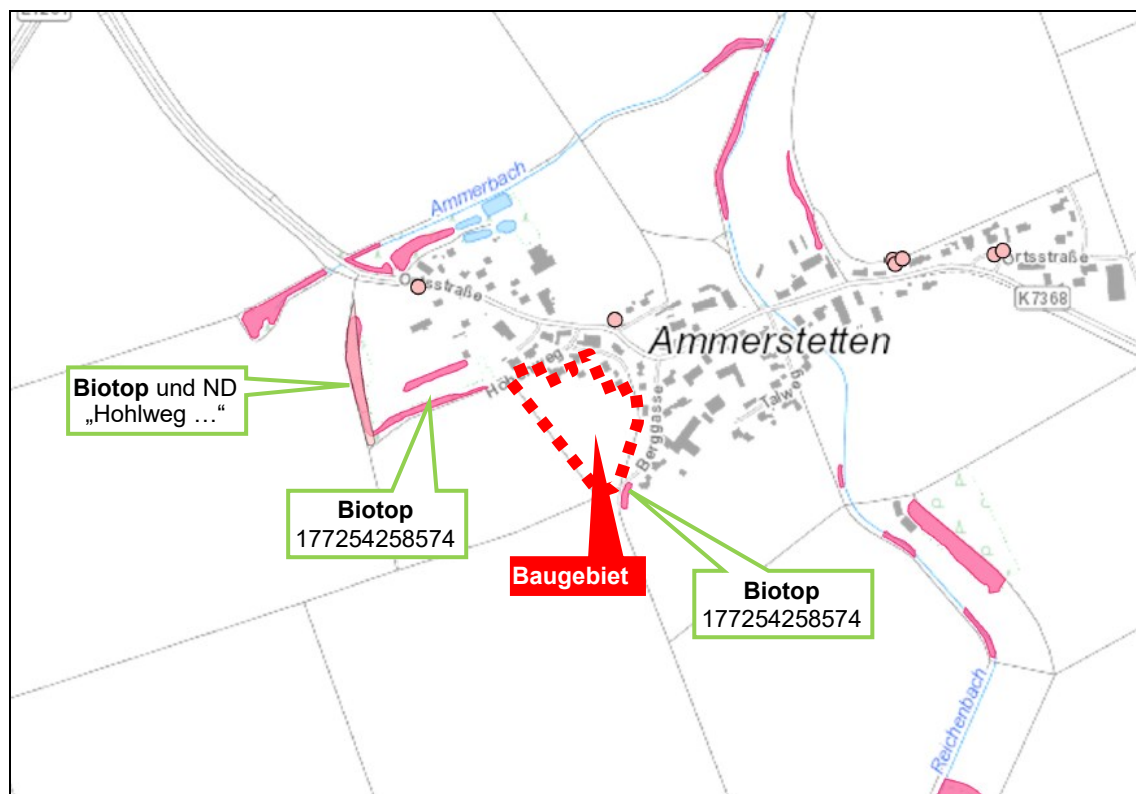 Ammerbach
Ortsstraße
Ortsstraße
K7368
Ammerstetten
Biotop und ND
„Hohlweg …“
Talweg
Berggasse
Biotop
177254258574
Baugebiet
Biotop
177254258574
Reichenbach